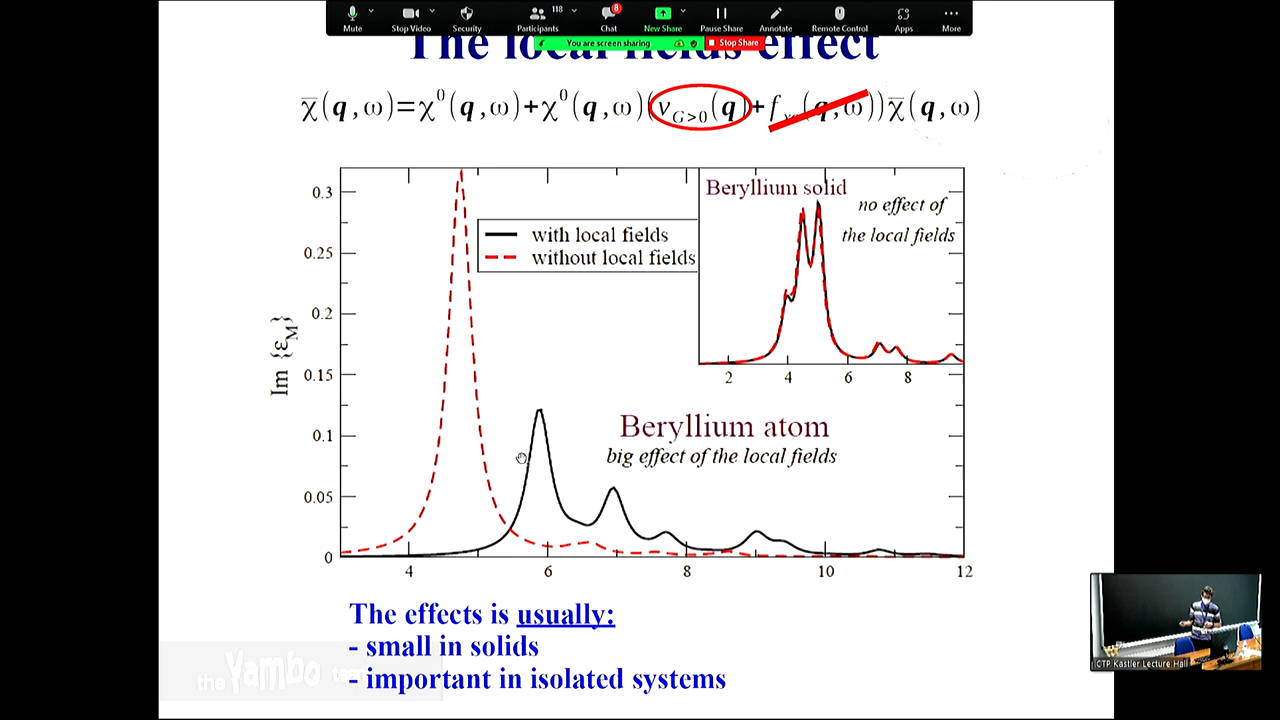 118
8
Mute
Stop Video
Security
Participants
Chat
New Share
Pause Share
Annotate
Remote Control
Apps
More
You are screen sharing
Stop Share
The local fields effect
χ̅(q,ω)=χ⁰(q,ω)+χ⁰(q,ω)(v_{G>0}(q)+f_{xc}(q,ω))χ̅(q,ω)
0.3
0.25
0.2
0.15
0.1
0.05
0
Im {ε_M}
with local fields
without local fields
Beryllium solid
no effect of
the local fields
2 4 6 8
Beryllium atom
big effect of the local fields
4 6 8 10 12
The effects is usually:
- small in solids
- important in isolated systems
the Yambo team
ICTP Kastler Lecture Hall